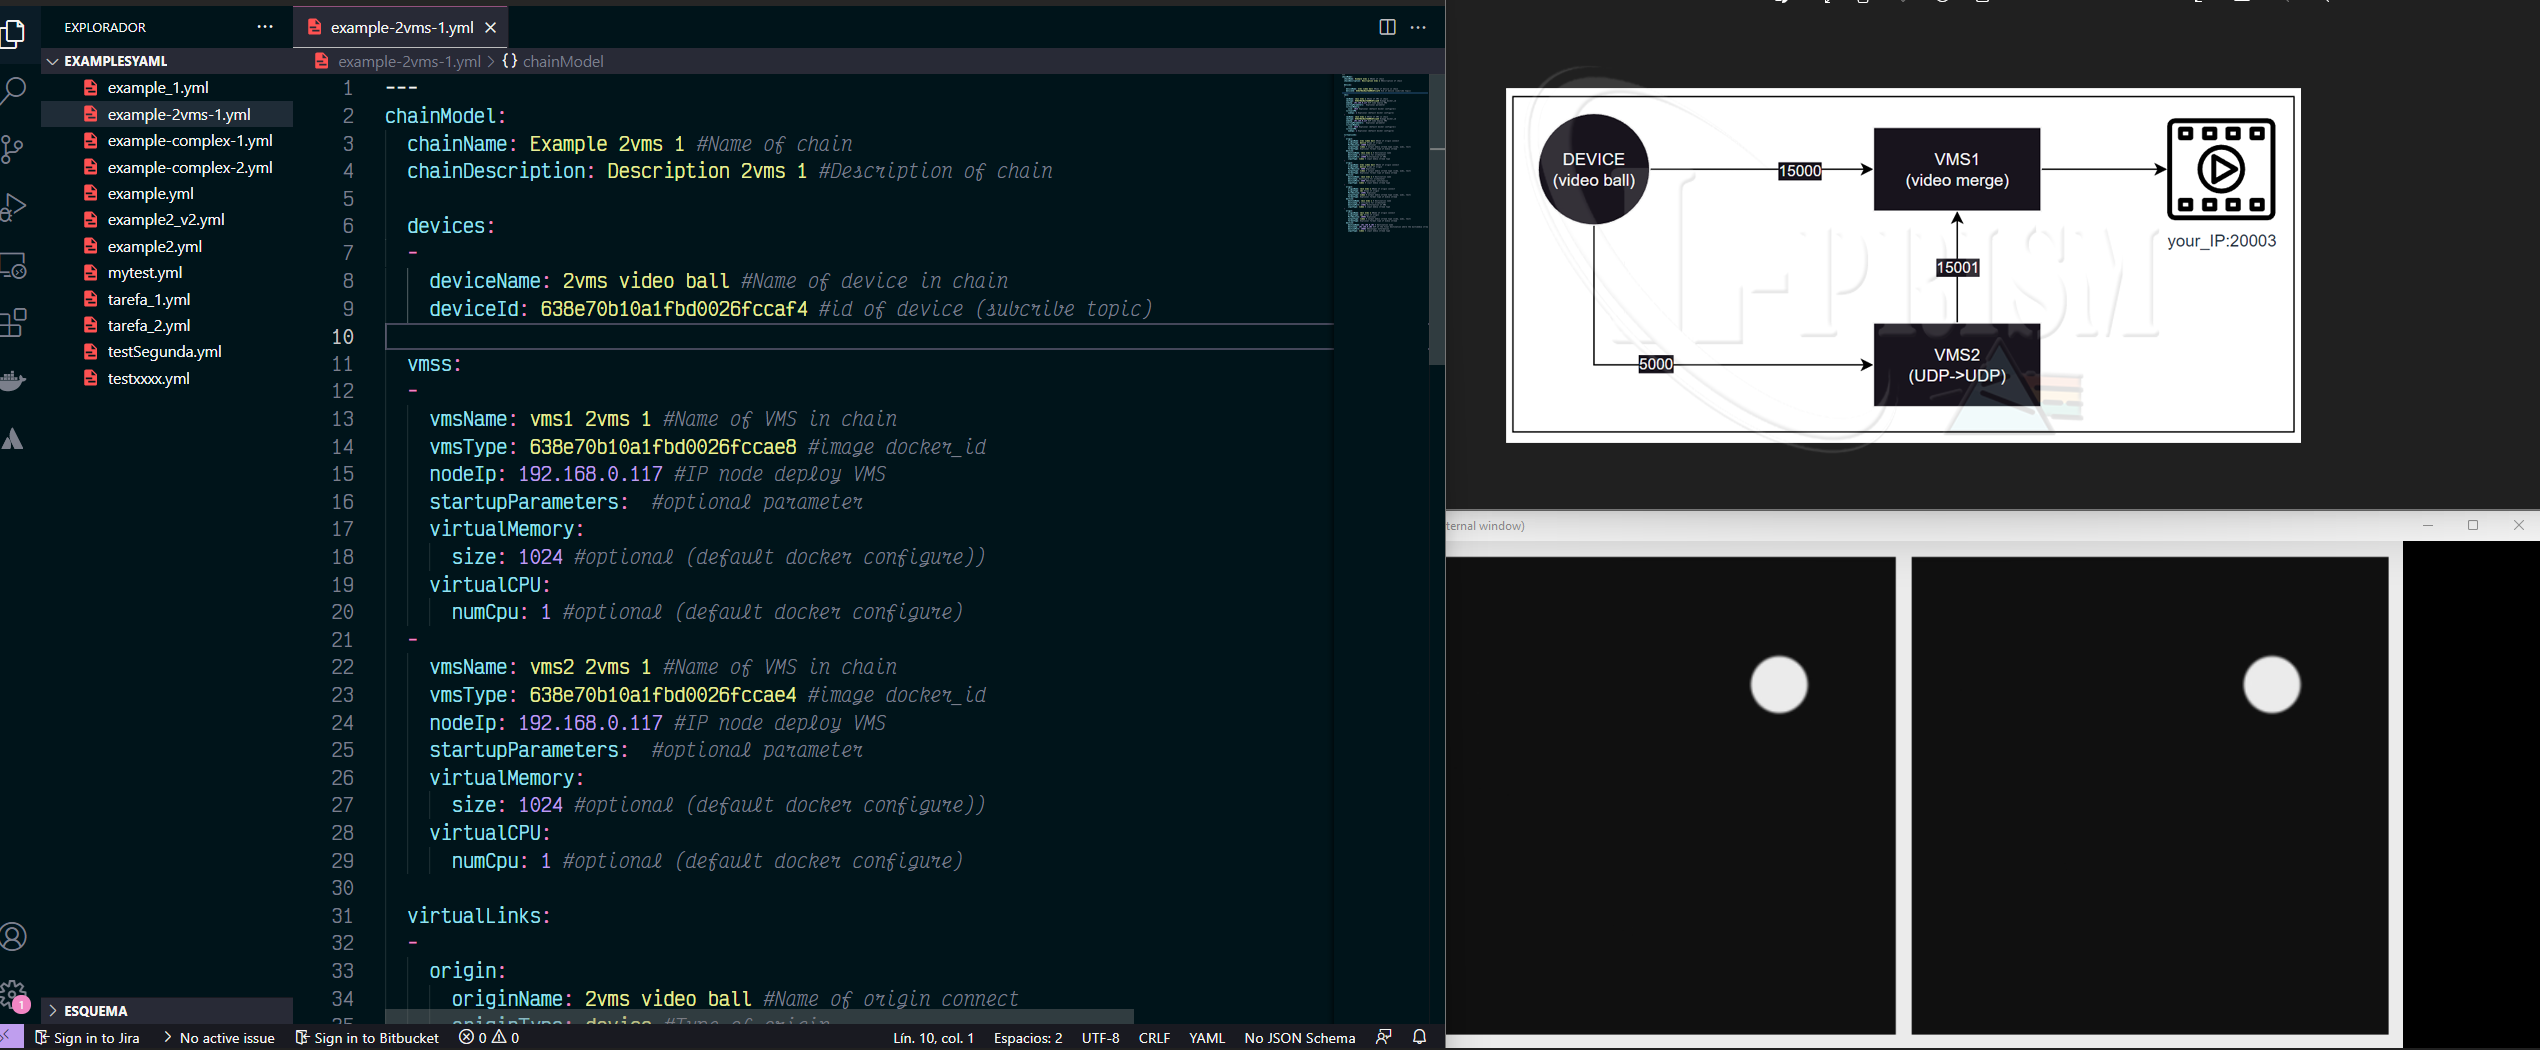 EXPLORADOR
EXAMPLESYAML
example_1.yml
example-2vms-1.yml
example-complex-1.yml
example-complex-2.yml
example.yml
example2_v2.yml
example2.yml
mytest.yml
tarefa_1.yml
tarefa_2.yml
testSegunda.yml
testxxxx.yml
ESQUEMA
example-2vms-1.yml
example-2vms-1.yml > {} chainModel
1 ---
2 chainModel:
3 chainName: Example 2vms 1 #Name of chain
4 chainDescription: Description 2vms 1 #Description of chain
5
6 devices:
7 -
8 deviceName: 2vms video ball #Name of device in chain
9 deviceId: 638e70b10a1fbd0026fccaf4 #id of device (subcribe topic)
10
11 vmss:
12 -
13 vmsName: vms1 2vms 1 #Name of VMS in chain
14 vmsType: 638e70b10a1fbd0026fccae8 #image docker_id
15 nodeIp: 192.168.0.117 #IP node deploy VMS
16 startupParameters: #optional parameter
17 virtualMemory:
18 size: 1024 #optional (default docker configure))
19 virtualCPU:
20 numCpu: 1 #optional (default docker configure)
21 -
22 vmsName: vms2 2vms 1 #Name of VMS in chain
23 vmsType: 638e70b10a1fbd0026fccae4 #image docker_id
24 nodeIp: 192.168.0.117 #IP node deploy VMS
25 startupParameters: #optional parameter
26 virtualMemory:
27 size: 1024 #optional (default docker configure))
28 virtualCPU:
29 numCpu: 1 #optional (default docker configure)
30
31 virtualLinks:
32 -
33 origin:
34 originName: 2vms video ball #Name of origin connect
35 originType: device #Type of origin
1
Sign in to Jira
No active issue
Sign in to Bitbucket
0 0
Lín. 10, col. 1
Espacios: 2
UTF-8
CRLF
YAML
No JSON Schema
DEVICE
(video ball)
15000
VMS1
(video merge)
your_IP:20003
15001
5000
VMS2
(UDP->UDP)
PRISM
ternal window)